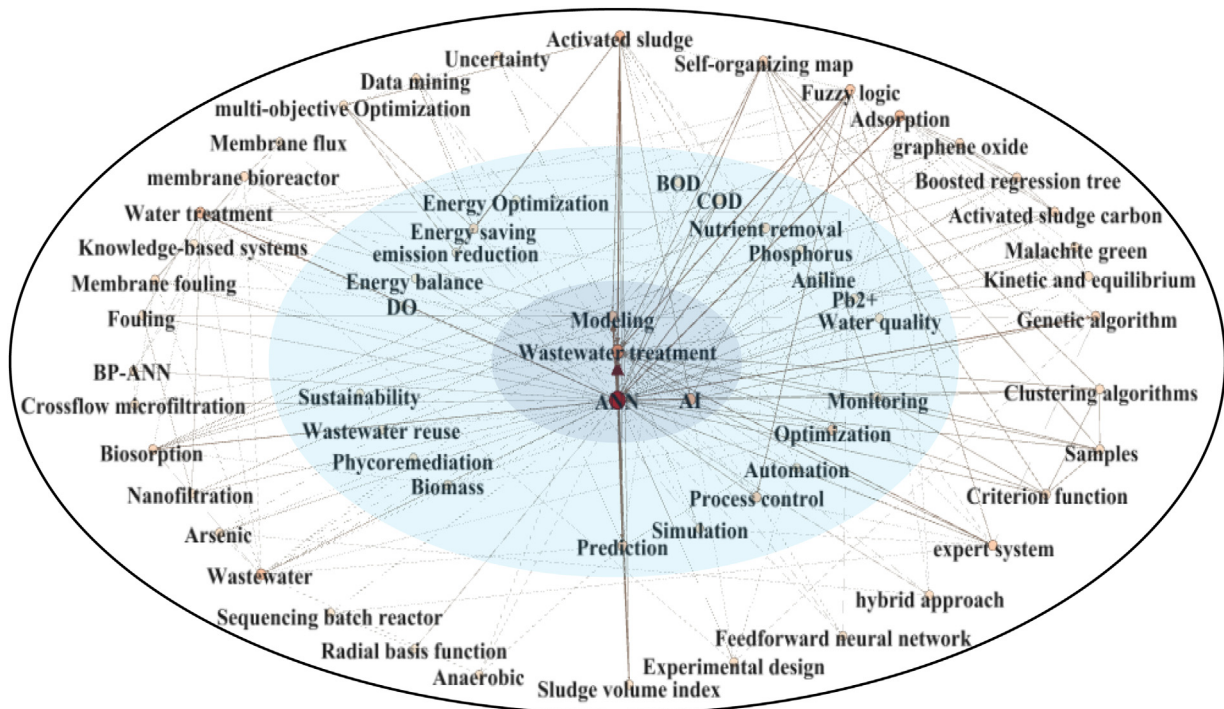 Activated sludge
Uncertainty
Self-organizing map
Data mining
Fuzzy logic
multi-objective Optimization
Adsorption
Membrane flux
graphene oxide
membrane bioreactor
BOD
Boosted regression tree
COD
Energy Optimization
Water treatment
Activated sludge carbon
Energy saving
Nutrient removal
Knowledge-based systems
emission reduction
Phosphorus
Malachite green
Membrane fouling
Energy balance
Aniline
Kinetic and equilibrium
Pb2+
DO
Fouling
Modeling
Water quality
Genetic algorithm
Wastewater treatment
BP-ANN
Sustainability
Clustering algorithms
Crossflow microfiltration
ANN
AI
Monitoring
Wastewater reuse
Optimization
Biosorption
Samples
Phycoremediation
Automation
Biomass
Nanofiltration
Process control
Criterion function
Arsenic
Simulation
Prediction
expert system
Wastewater
hybrid approach
Sequencing batch reactor
Feedforward neural network
Radial basis function
Experimental design
Anaerobic
Sludge volume index